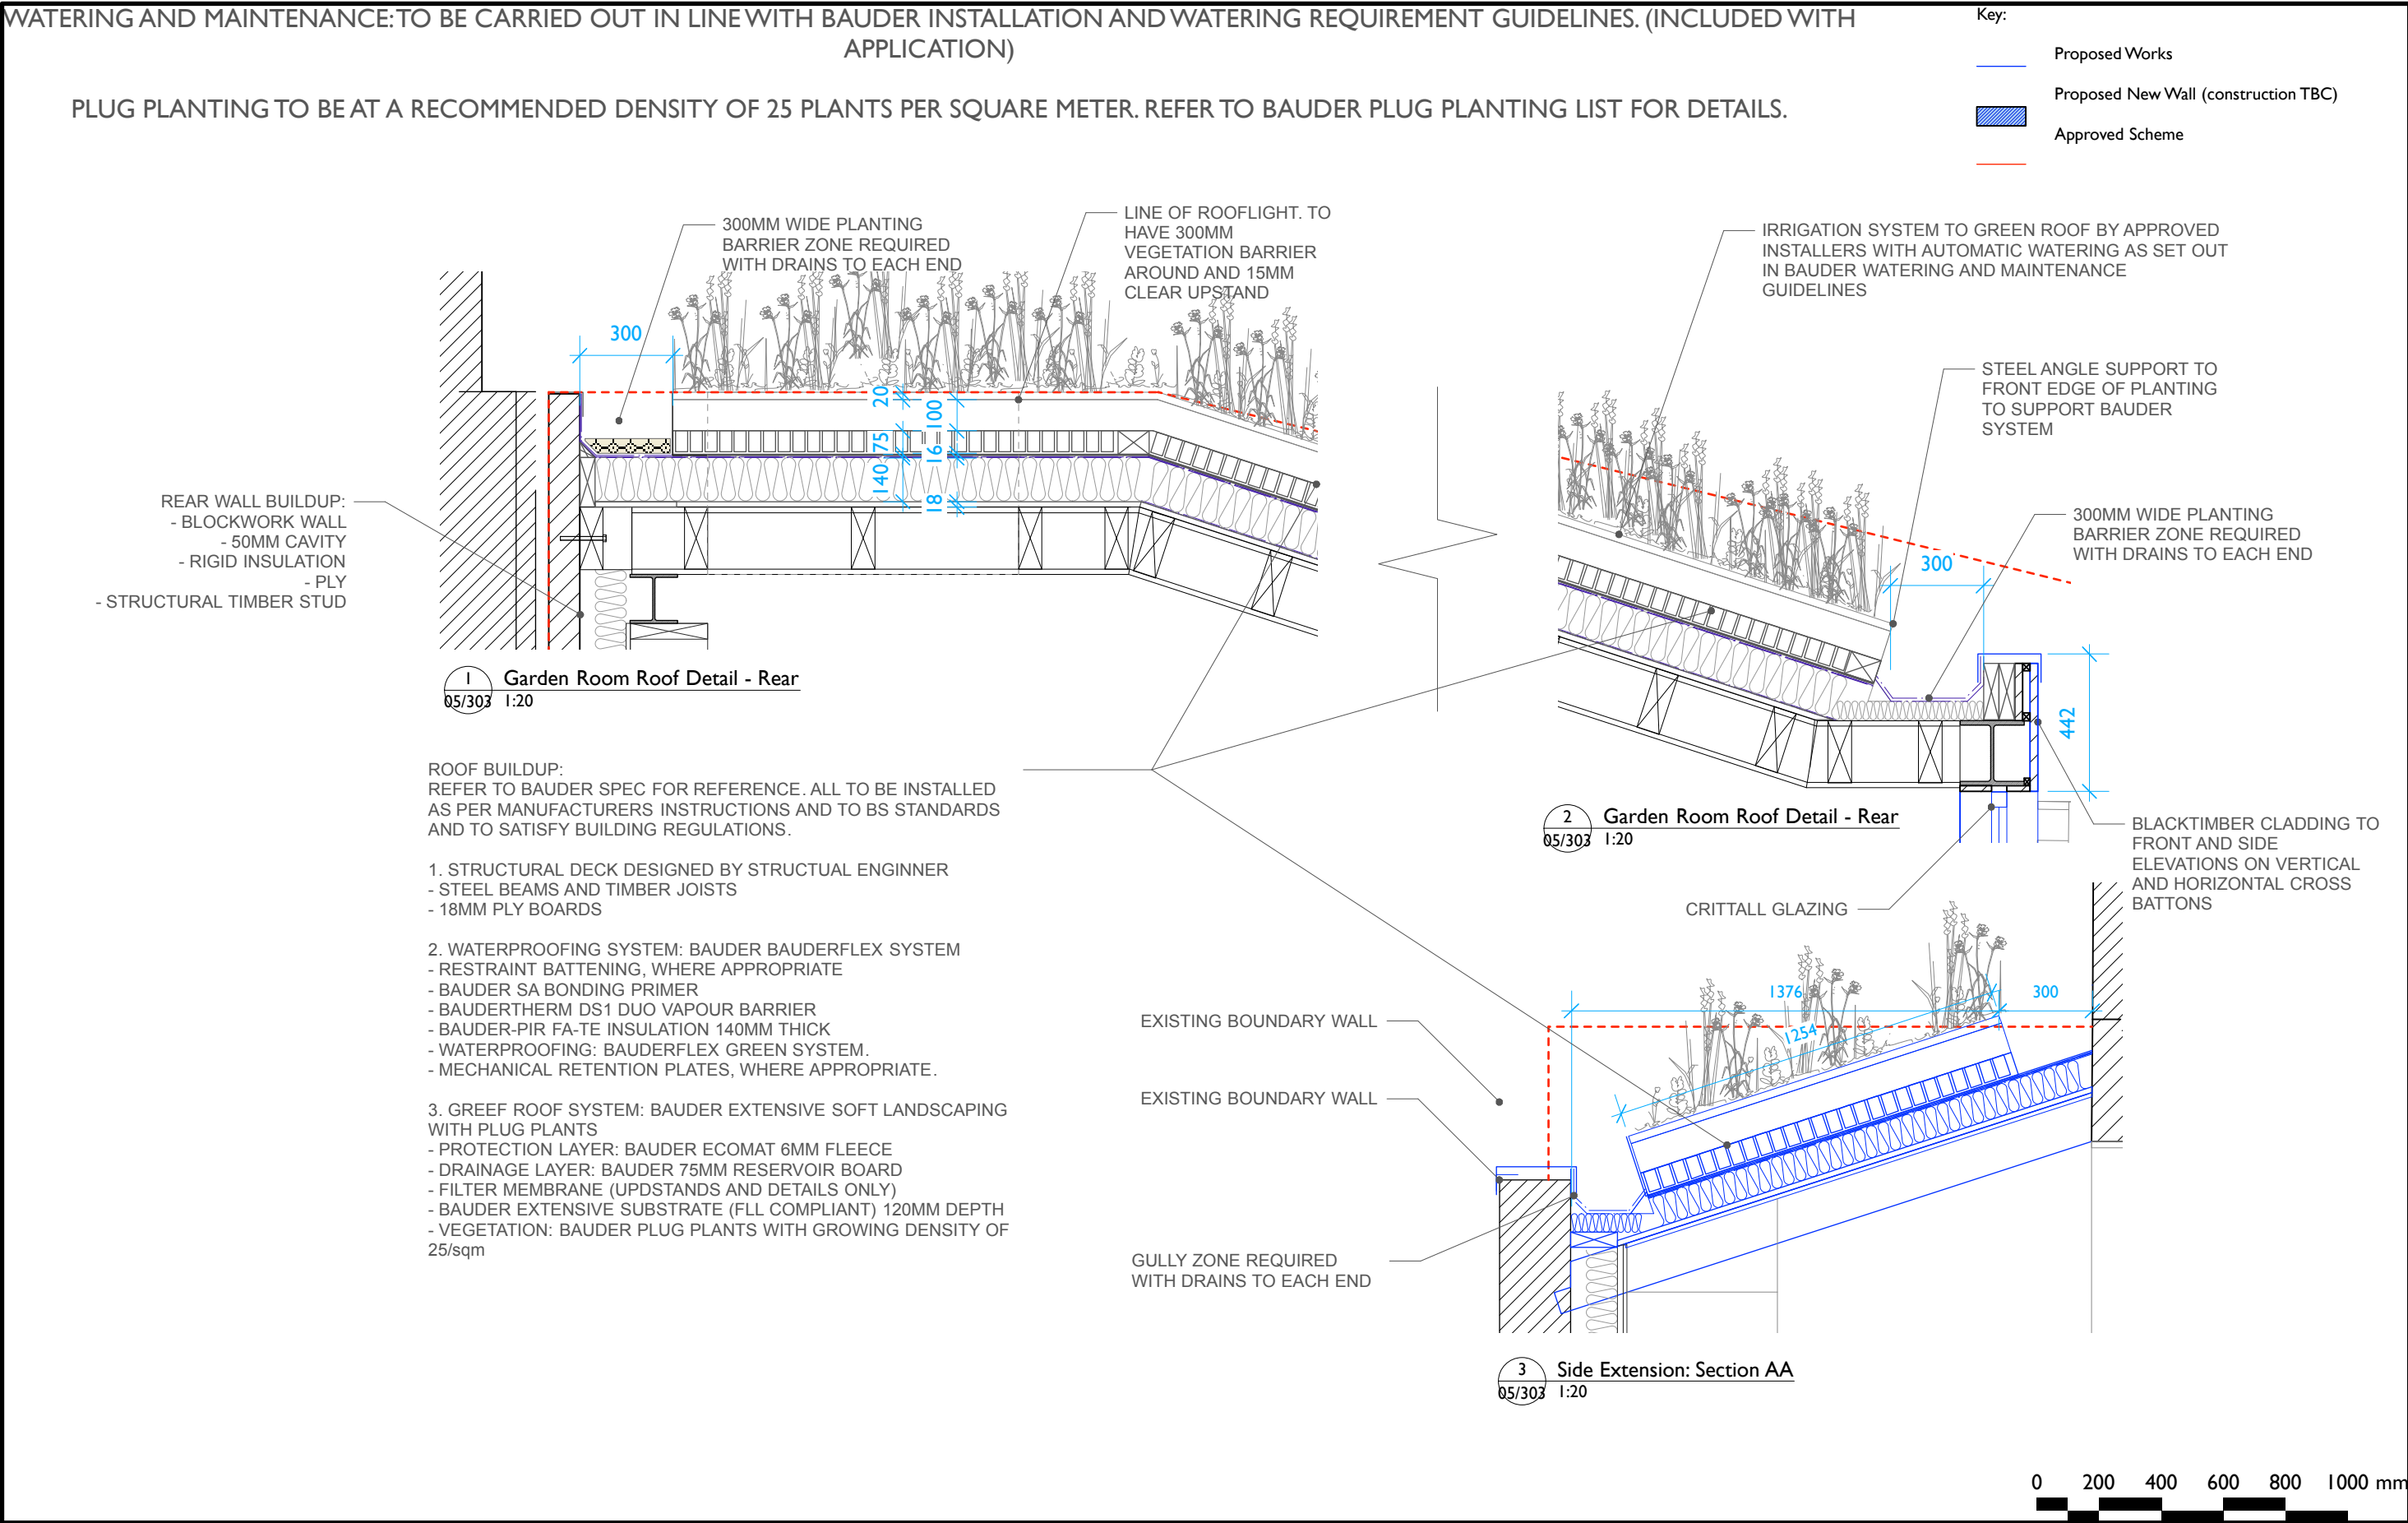 WATERING AND MAINTENANCE: TO BE CARRIED OUT IN LINE WITH BAUDER INSTALLATION AND WATERING REQUIREMENT GUIDELINES. (INCLUDED WITH
APPLICATION)
PLUG PLANTING TO BE AT A RECOMMENDED DENSITY OF 25 PLANTS PER SQUARE METER. REFER TO BAUDER PLUG PLANTING LIST FOR DETAILS.
Key:
Proposed Works
Proposed New Wall (construction TBC)
Approved Scheme
300MM WIDE PLANTING
BARRIER ZONE REQUIRED
WITH DRAINS TO EACH END
LINE OF ROOFLIGHT. TO
HAVE 300MM
VEGETATION BARRIER
AROUND AND 15MM
CLEAR UPSTAND
300
20
100
75
16
140
18
REAR WALL BUILDUP:
- BLOCKWORK WALL
- 50MM CAVITY
- RIGID INSULATION
- PLY
- STRUCTURAL TIMBER STUD
1
05/303
Garden Room Roof Detail - Rear
1:20
IRRIGATION SYSTEM TO GREEN ROOF BY APPROVED
INSTALLERS WITH AUTOMATIC WATERING AS SET OUT
IN BAUDER WATERING AND MAINTENANCE
GUIDELINES
STEEL ANGLE SUPPORT TO
FRONT EDGE OF PLANTING
TO SUPPORT BAUDER
SYSTEM
300MM WIDE PLANTING
BARRIER ZONE REQUIRED
WITH DRAINS TO EACH END
300
442
2
05/303
Garden Room Roof Detail - Rear
1:20
BLACKTIMBER CLADDING TO
FRONT AND SIDE
ELEVATIONS ON VERTICAL
AND HORIZONTAL CROSS
BATTONS
CRITTALL GLAZING
ROOF BUILDUP:
REFER TO BAUDER SPEC FOR REFERENCE. ALL TO BE INSTALLED
AS PER MANUFACTURERS INSTRUCTIONS AND TO BS STANDARDS
AND TO SATISFY BUILDING REGULATIONS.
1. STRUCTURAL DECK DESIGNED BY STRUCTUAL ENGINNER
- STEEL BEAMS AND TIMBER JOISTS
- 18MM PLY BOARDS
2. WATERPROOFING SYSTEM: BAUDER BAUDERFLEX SYSTEM
- RESTRAINT BATTENING, WHERE APPROPRIATE
- BAUDER SA BONDING PRIMER
- BAUDERTHERM DS1 DUO VAPOUR BARRIER
- BAUDER-PIR FA-TE INSULATION 140MM THICK
- WATERPROOFING: BAUDERFLEX GREEN SYSTEM.
- MECHANICAL RETENTION PLATES, WHERE APPROPRIATE.
3. GREEF ROOF SYSTEM: BAUDER EXTENSIVE SOFT LANDSCAPING
WITH PLUG PLANTS
- PROTECTION LAYER: BAUDER ECOMAT 6MM FLEECE
- DRAINAGE LAYER: BAUDER 75MM RESERVOIR BOARD
- FILTER MEMBRANE (UPDSTANDS AND DETAILS ONLY)
- BAUDER EXTENSIVE SUBSTRATE (FLL COMPLIANT) 120MM DEPTH
- VEGETATION: BAUDER PLUG PLANTS WITH GROWING DENSITY OF
25/sqm
1376
300
1254
EXISTING BOUNDARY WALL
EXISTING BOUNDARY WALL
GULLY ZONE REQUIRED
WITH DRAINS TO EACH END
3
05/303
Side Extension: Section AA
1:20
0 200 400 600 800 1000 mm